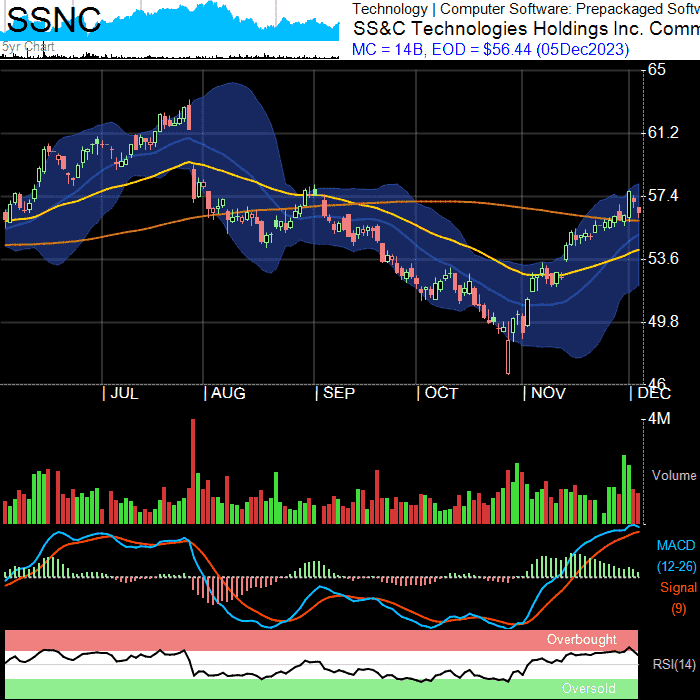 SSNC
5yr Chart
Technology | Computer Software: Prepackaged Softw
SS&C Technologies Holdings Inc. Comm
MC = 14B, EOD = $56.44 (05Dec2023)
65
61.2
57.4
53.6
49.8
46
JUL
AUG
SEP
OCT
NOV
DEC
4M
Volume
MACD
(12-26)
Signal
(9)
Overbought
RSI(14)
Oversold